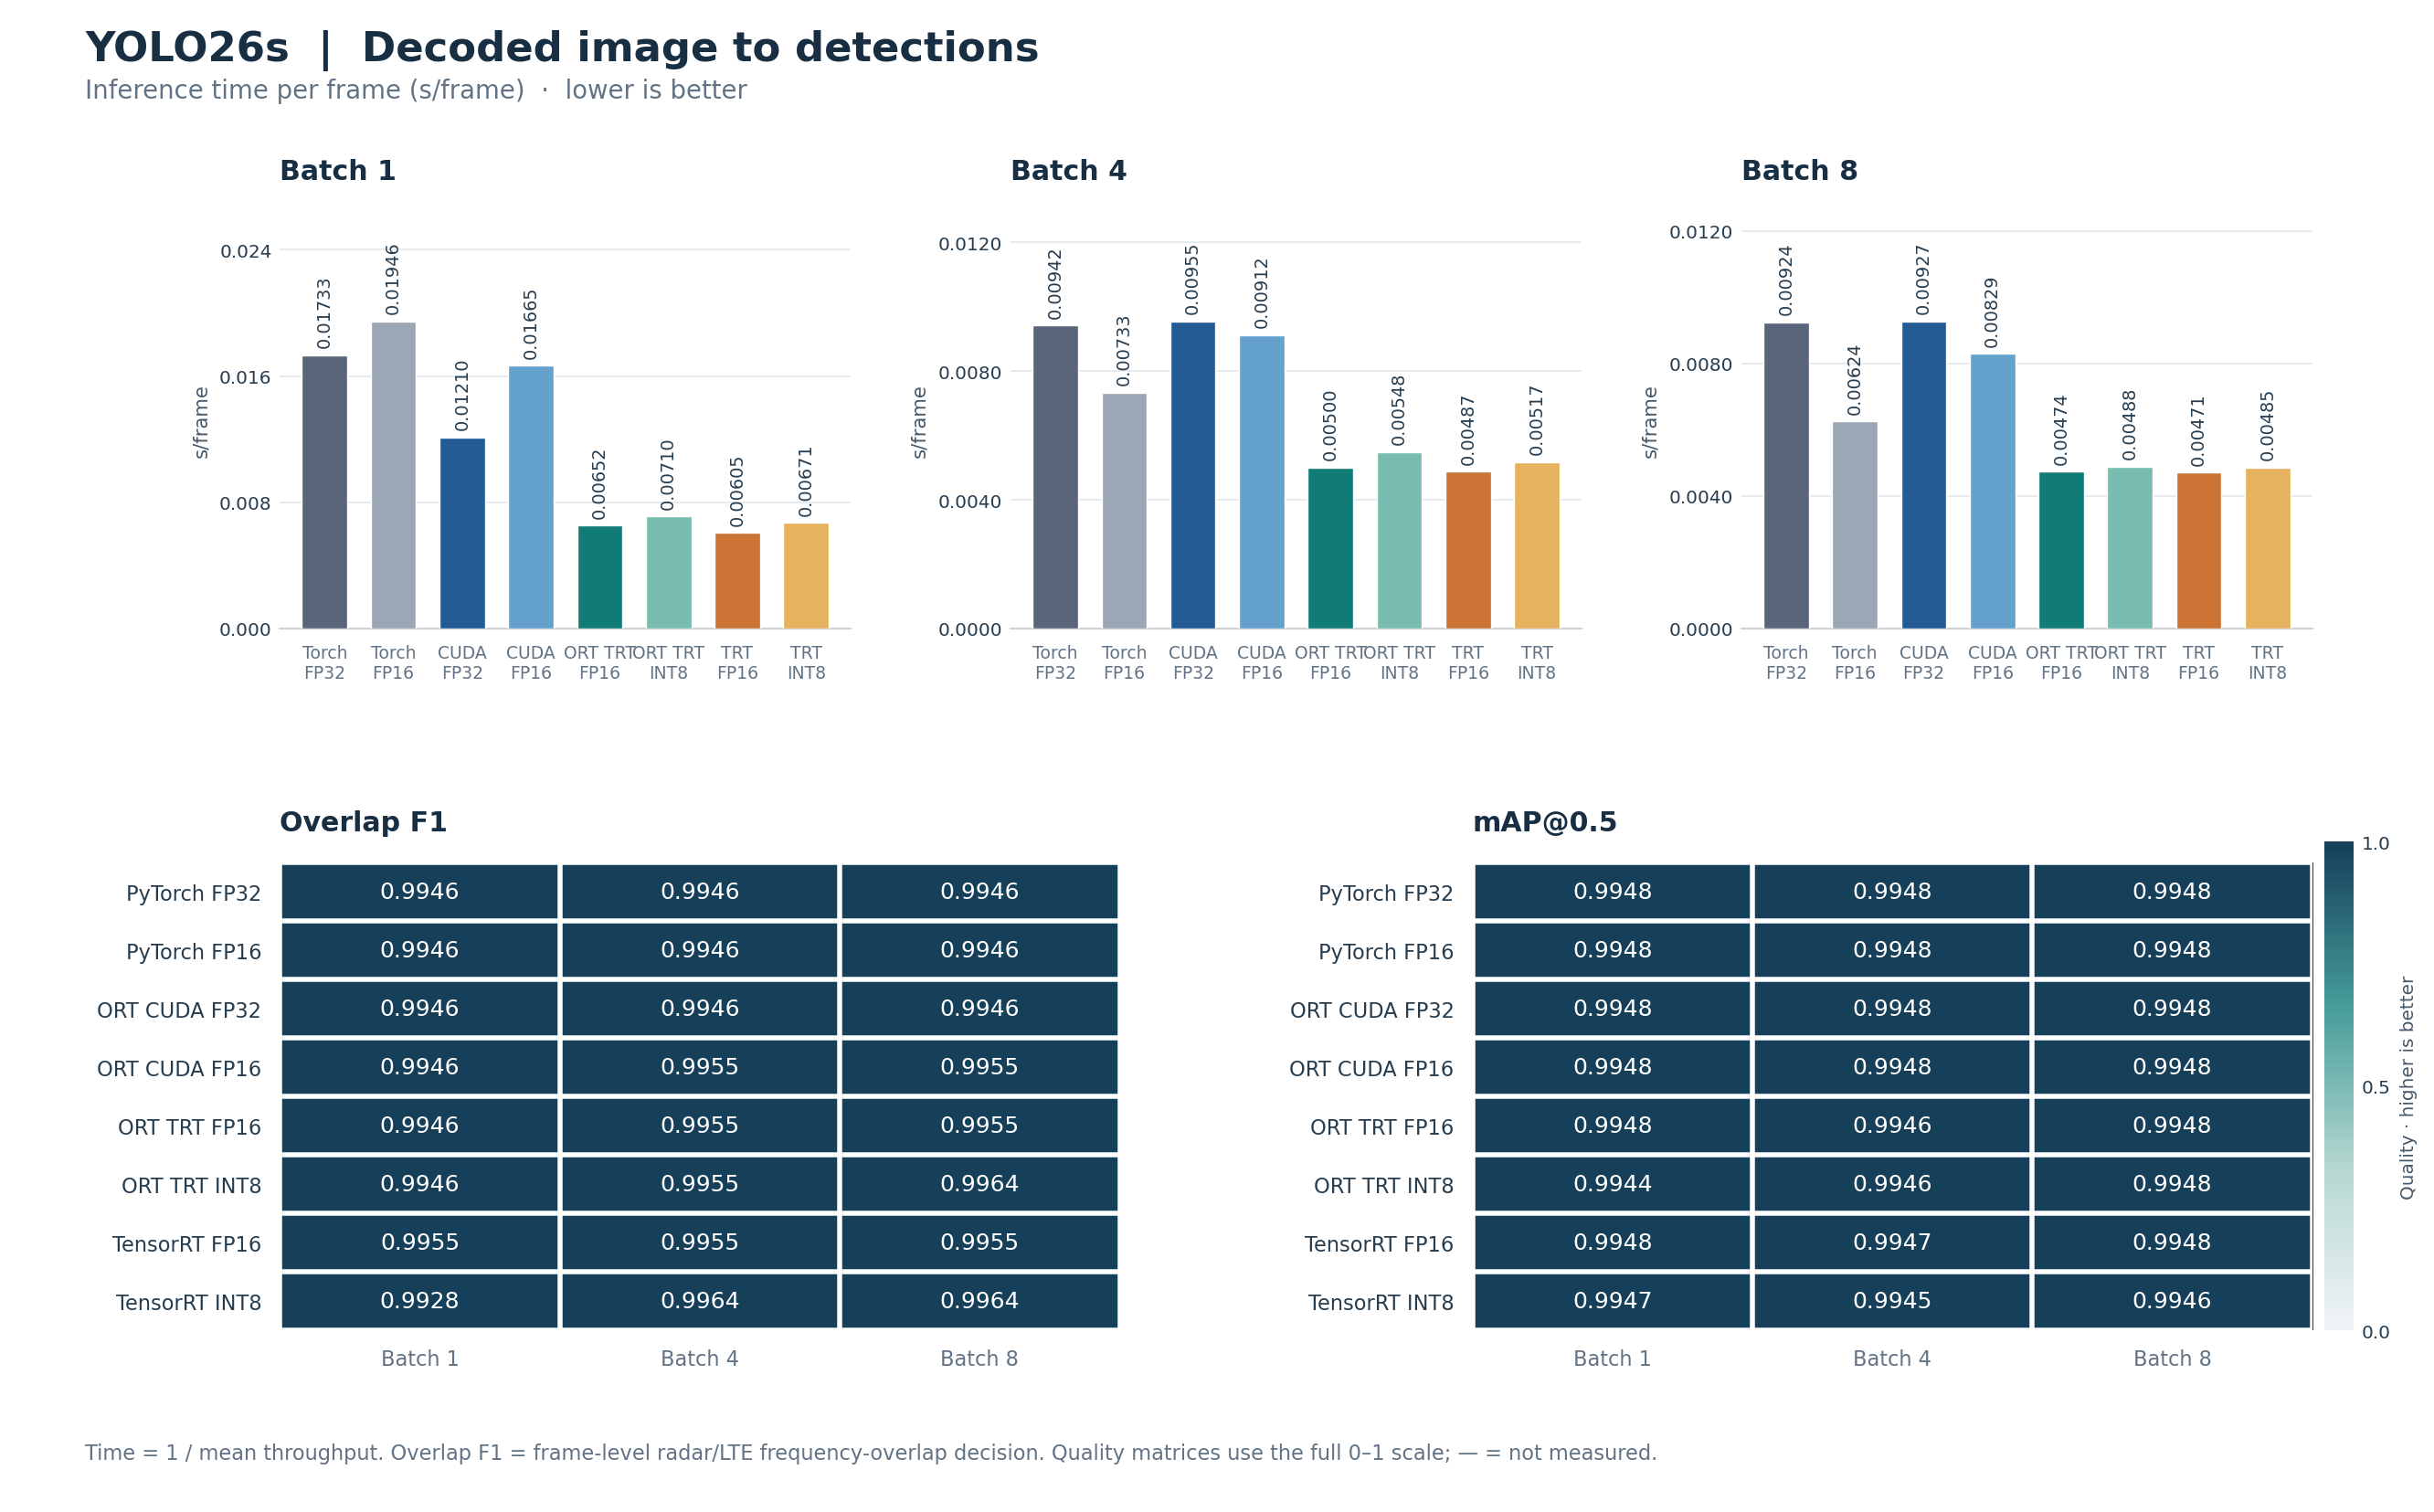 YOLO26s | Decoded image to detections
Inference time per frame (s/frame) · lower is better
Batch 1
s/frame
0.024
0.016
0.008
0.000
0.01733
0.01946
0.01210
0.01665
0.00652
0.00710
0.00605
0.00671
Torch FP32
Torch FP16
CUDA FP32
CUDA FP16
ORT TRT FP16
ORT TRT INT8
TRT FP16
TRT INT8
Batch 4
s/frame
0.0120
0.0080
0.0040
0.0000
0.00942
0.00733
0.00955
0.00912
0.00500
0.00548
0.00487
0.00517
Torch FP32
Torch FP16
CUDA FP32
CUDA FP16
ORT TRT FP16
ORT TRT INT8
TRT FP16
TRT INT8
Batch 8
s/frame
0.0120
0.0080
0.0040
0.0000
0.00924
0.00624
0.00927
0.00829
0.00474
0.00488
0.00471
0.00485
Torch FP32
Torch FP16
CUDA FP32
CUDA FP16
ORT TRT FP16
ORT TRT INT8
TRT FP16
TRT INT8
Overlap F1
PyTorch FP32 0.9946 0.9946 0.9946
PyTorch FP16 0.9946 0.9946 0.9946
ORT CUDA FP32 0.9946 0.9946 0.9946
ORT CUDA FP16 0.9946 0.9955 0.9955
ORT TRT FP16 0.9946 0.9955 0.9955
ORT TRT INT8 0.9946 0.9955 0.9964
TensorRT FP16 0.9955 0.9955 0.9955
TensorRT INT8 0.9928 0.9964 0.9964
Batch 1 Batch 4 Batch 8
mAP@0.5
PyTorch FP32 0.9948 0.9948 0.9948
PyTorch FP16 0.9948 0.9948 0.9948
ORT CUDA FP32 0.9948 0.9948 0.9948
ORT CUDA FP16 0.9948 0.9948 0.9948
ORT TRT FP16 0.9948 0.9946 0.9948
ORT TRT INT8 0.9944 0.9946 0.9948
TensorRT FP16 0.9948 0.9947 0.9948
TensorRT INT8 0.9947 0.9945 0.9946
Batch 1 Batch 4 Batch 8
1.0
0.5
0.0
Quality · higher is better
Time = 1 / mean throughput. Overlap F1 = frame-level radar/LTE frequency-overlap decision. Quality matrices use the full 0–1 scale; — = not measured.